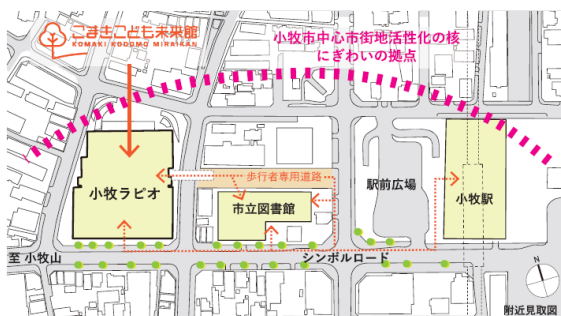 こまきこども未来館
KOMAKI KODOMO MIRAIKAN
小牧市中心市街地活性化の核
にぎわいの拠点
歩行者専用道路
小牧ラピオ
市立図書館
駅前広場
小牧駅
至 小牧山
シンボルロード
N
附近見取図